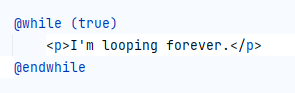 @while (true)
    <p>I'm looping forever.</p>
@endwhile